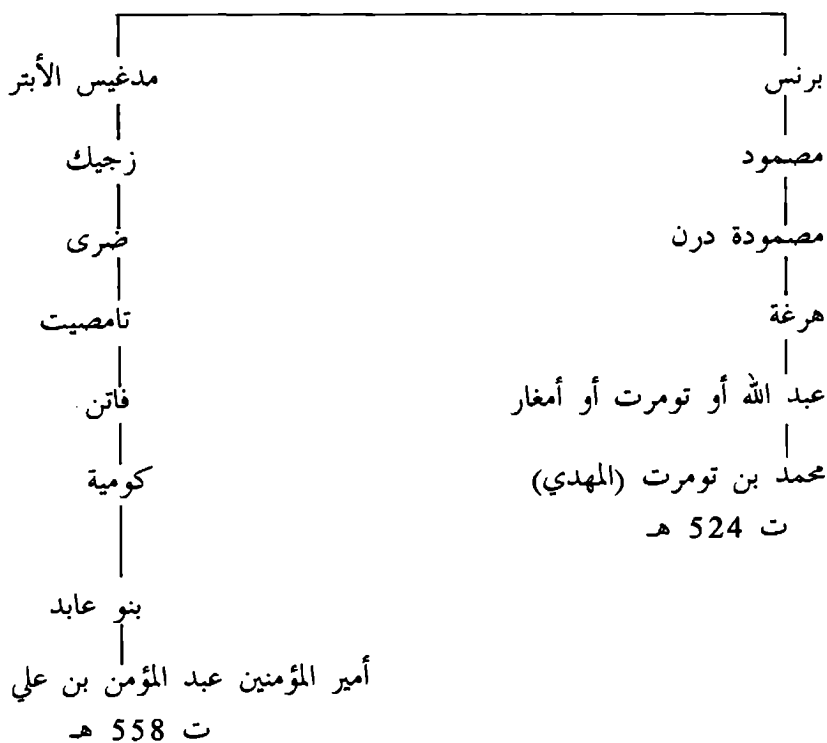 برنس
مصمود
مصمودة درن
هرغة
عبد الله أو تومرت أو أمغار
محمد بن تومرت (المهدي)
ت 524 هـ
مدغيس الأبتر
زجيك
ضرى
تامصيت
فاتن
كومية
بنو عابد
أمير المؤمنين عبد المؤمن بن علي
ت 558 هـ